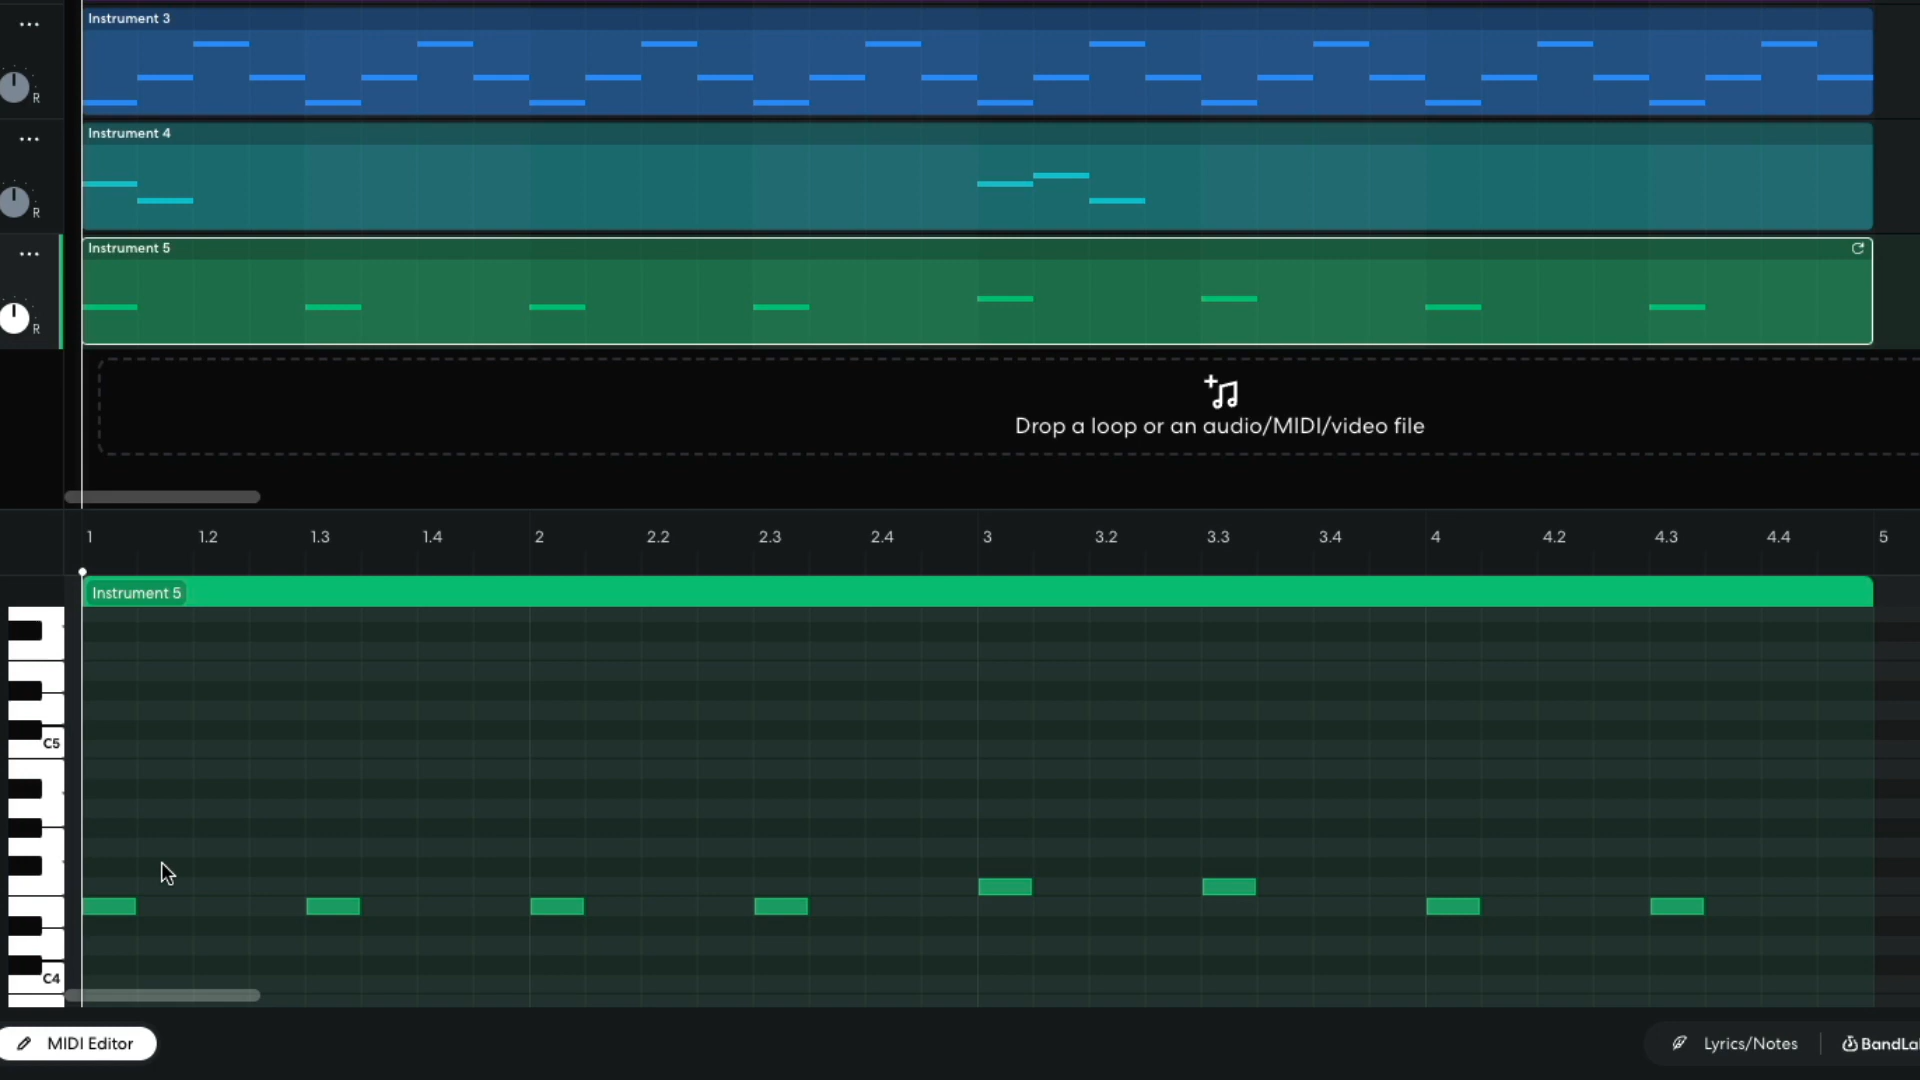 Instrument 3
R
Instrument 4
R
Instrument 5
R
Drop a loop or an audio/MIDI/video file
1 1.2 1.3 1.4 2 2.2 2.3 2.4 3 3.2 3.3 3.4 4 4.2 4.3 4.4 5
Instrument 5
C5
C4
MIDI Editor
Lyrics/Notes
BandLa